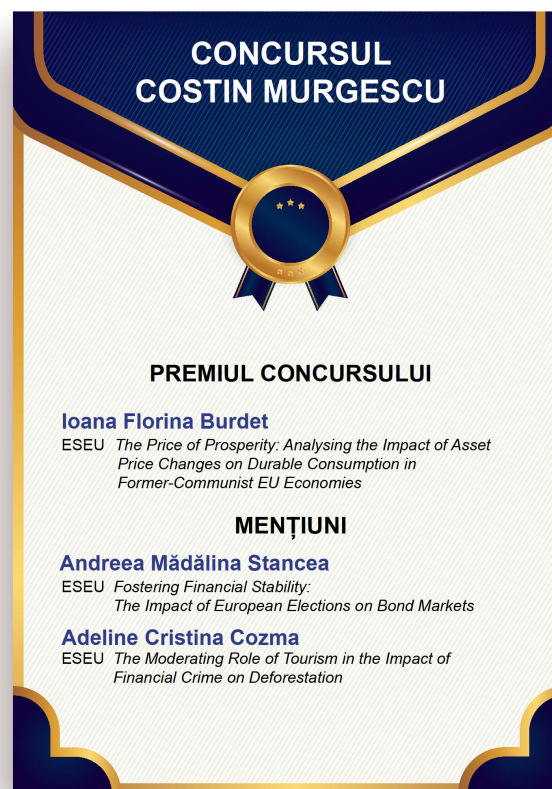 CONCURSUL
COSTIN MURGESCU
PREMIUL CONCURSULUI
Ioana Florina Burdet
ESEU The Price of Prosperity: Analysing the Impact of Asset
Price Changes on Durable Consumption in
Former-Communist EU Economies
MENȚIUNI
Andreea Mădălina Stancea
ESEU Fostering Financial Stability:
The Impact of European Elections on Bond Markets
Adeline Cristina Cozma
ESEU The Moderating Role of Tourism in the Impact of
Financial Crime on Deforestation